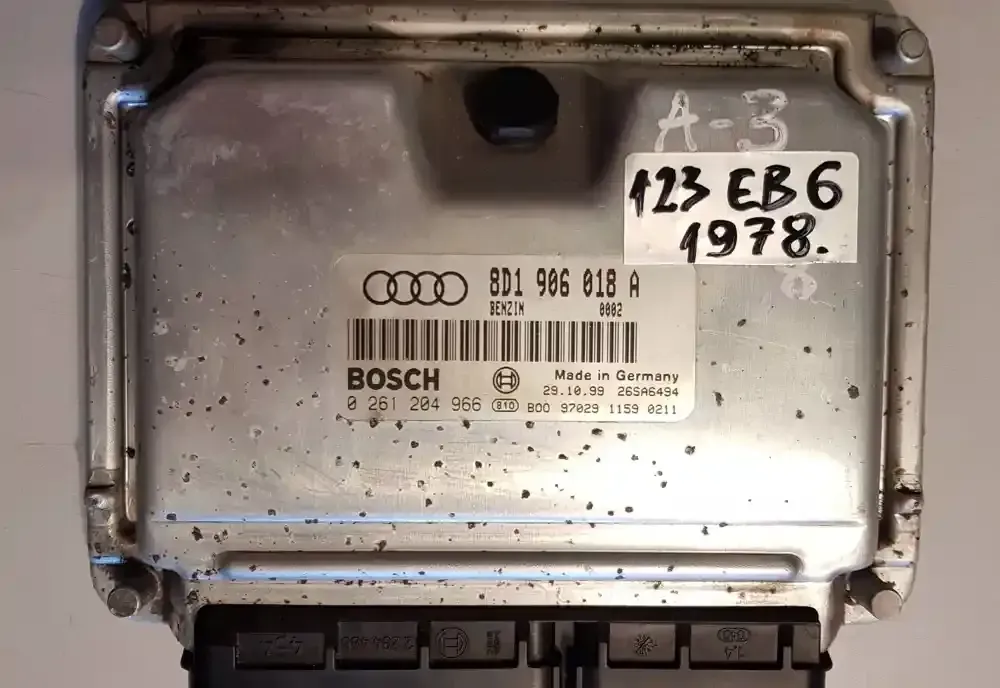 A-3
123 EB6
1978.
8D1 906 018 A
BENZIN 0002
BOSCH
Made in Germany
29.10.99 26SA6494
0 261 204 966 B10 B00 97029 1159 0211